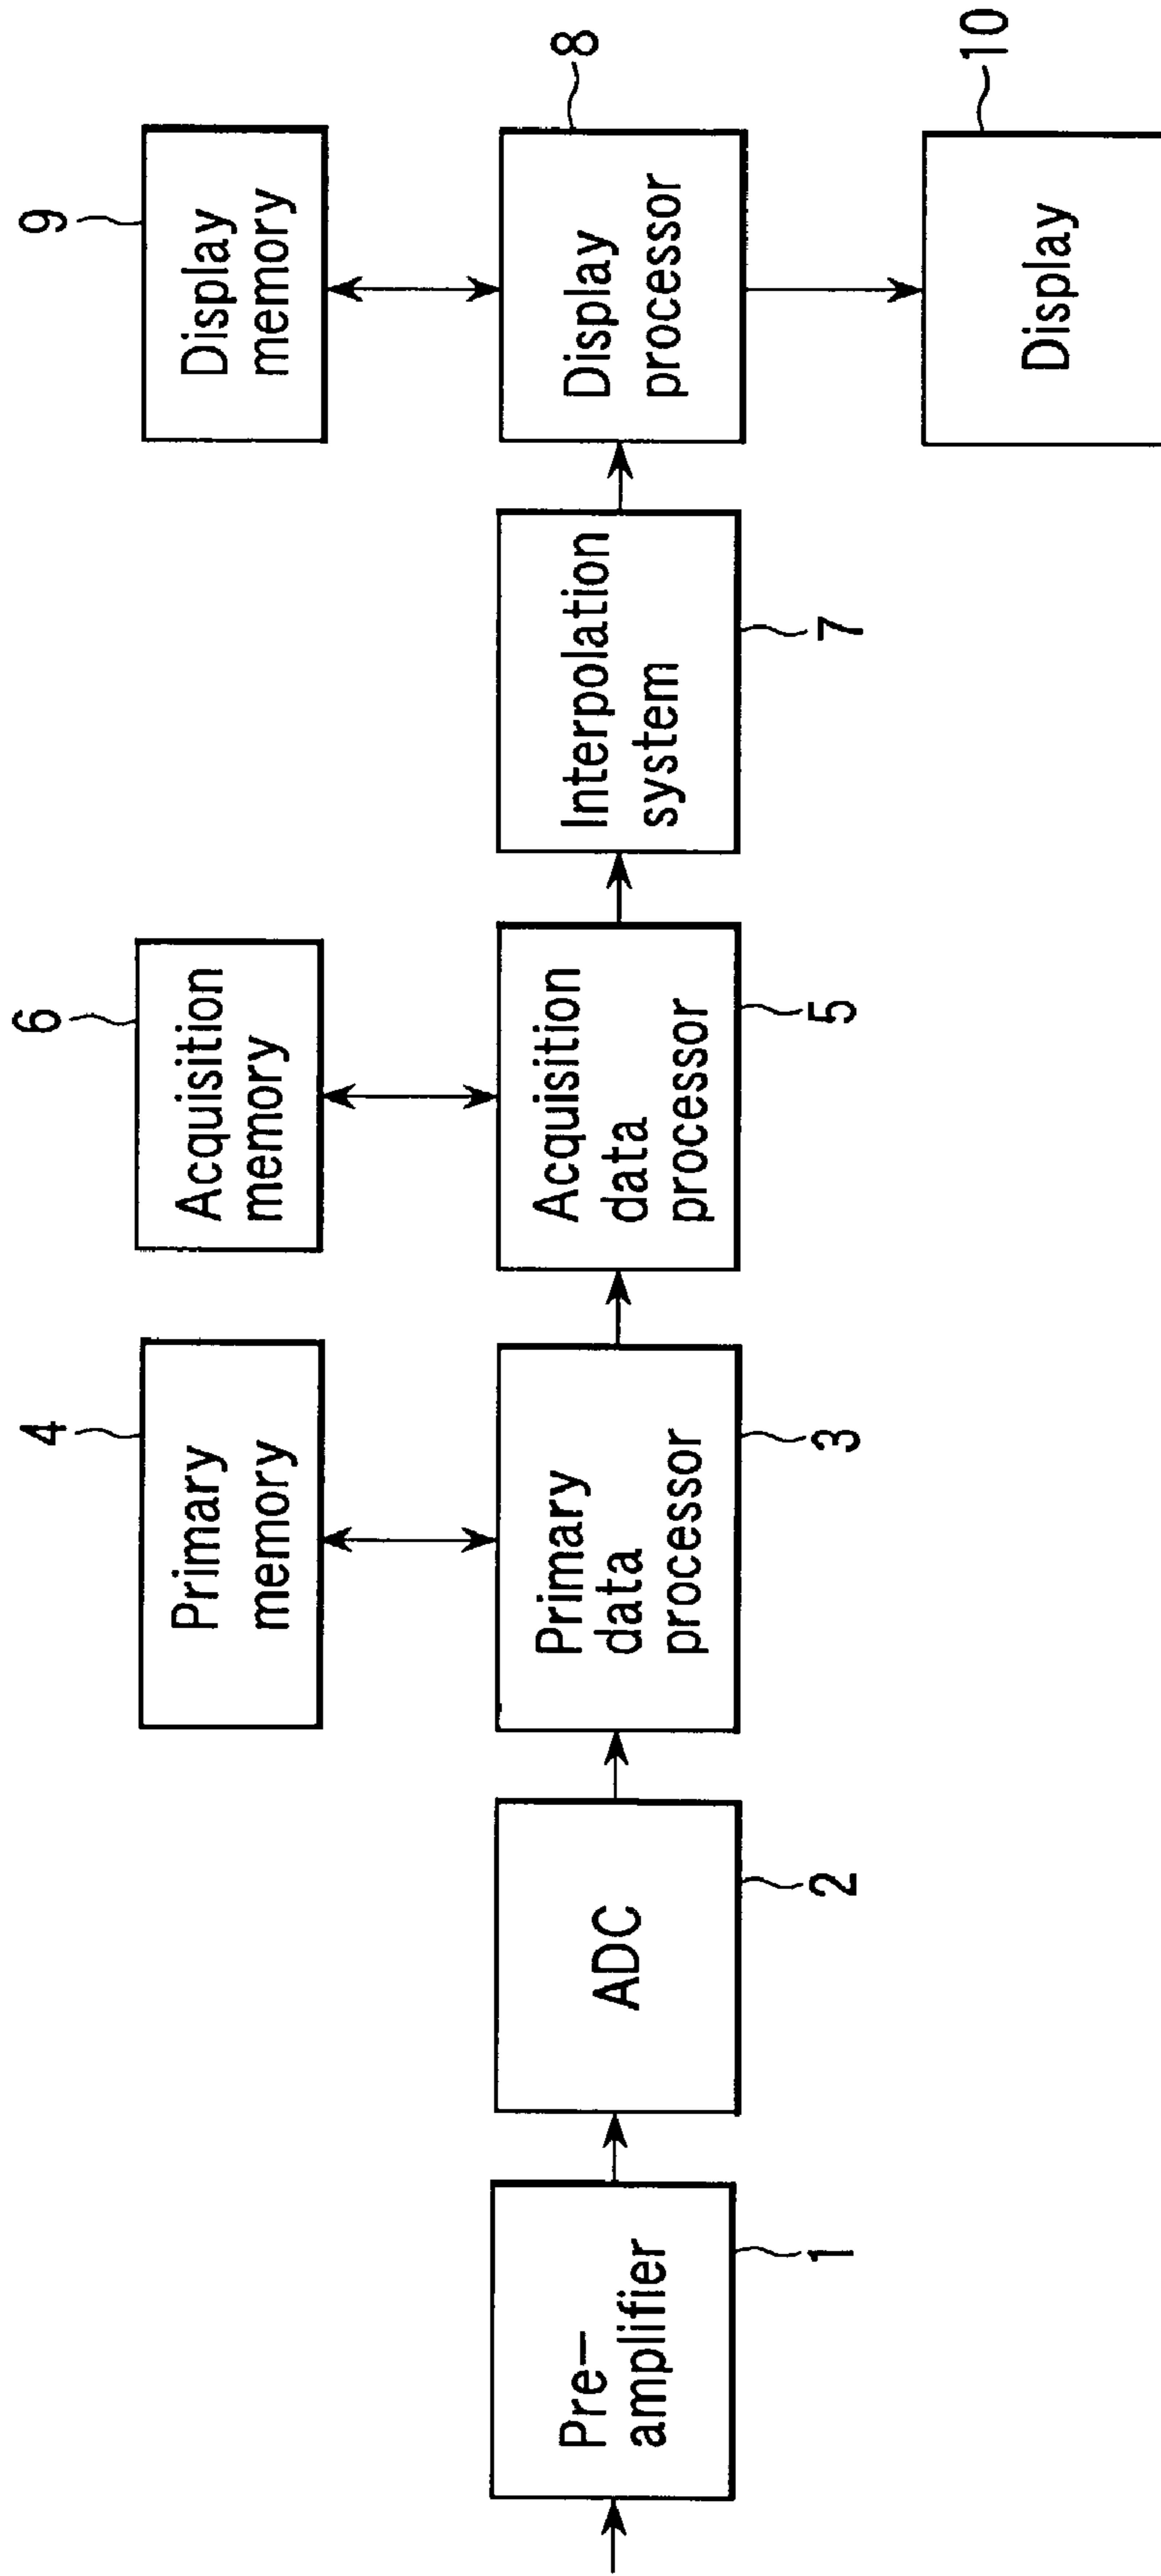 4
Primary
memory
6
Acquisition
memory
9
Display
memory
Pre-
amplifier
1
ADC
2
Primary
data
processor
3
Acquisition
data
processor
5
Interpolation
system
7
Display
processor
8
Display
10